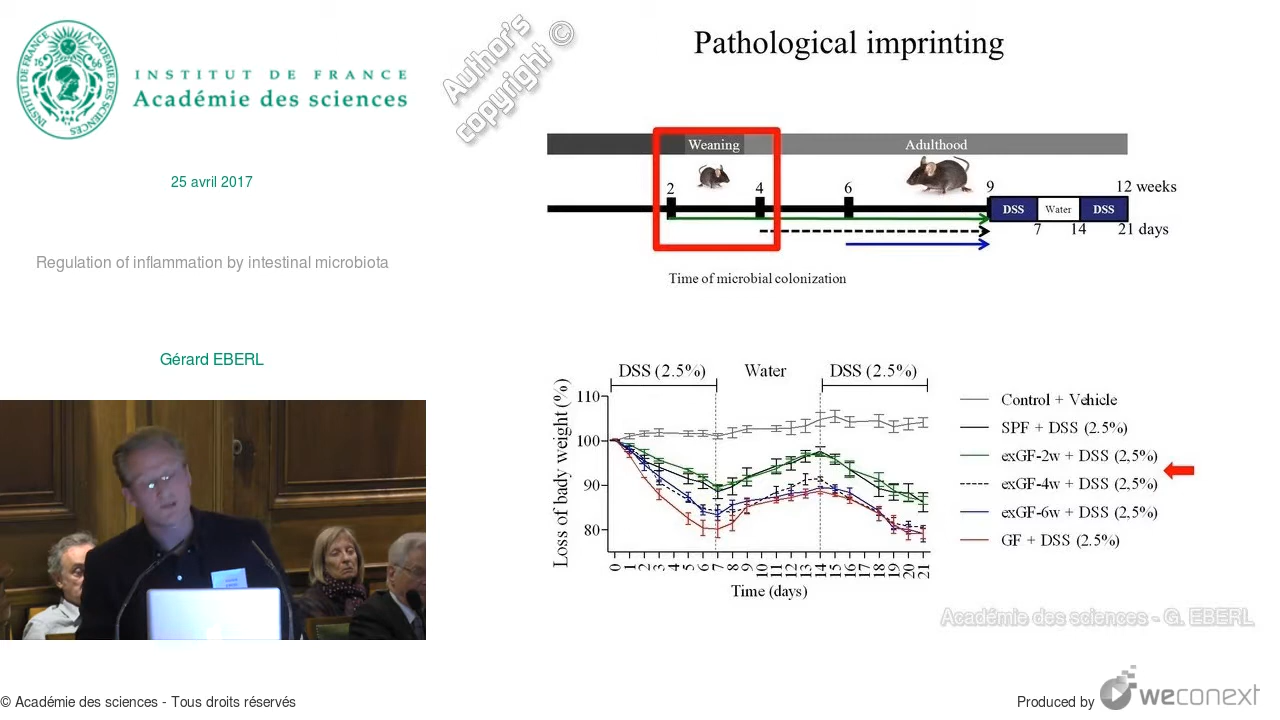 INSTITUT DE FRANCE
Académie des sciences
25 avril 2017
Regulation of inflammation by intestinal microbiota
Gérard EBERL
Author's
copyright ©
Pathological imprinting
Weaning
Adulthood
2
4
6
9
12 weeks
DSS
Water
DSS
7
14
21 days
Time of microbial colonization
DSS (2.5%)
Water
DSS (2.5%)
Loss of bady weight (%)
110
100
90
80
0 1 2 3 4 5 6 7 8 9 10 11 12 13 14 15 16 17 18 19 20 21
Time (days)
Control + Vehicle
SPF + DSS (2.5%)
exGF-2w + DSS (2,5%)
exGF-4w + DSS (2,5%)
exGF-6w + DSS (2,5%)
GF + DSS (2.5%)
Académie des sciences - G. EBERL
© Académie des sciences - Tous droits réservés
Produced by
weconext